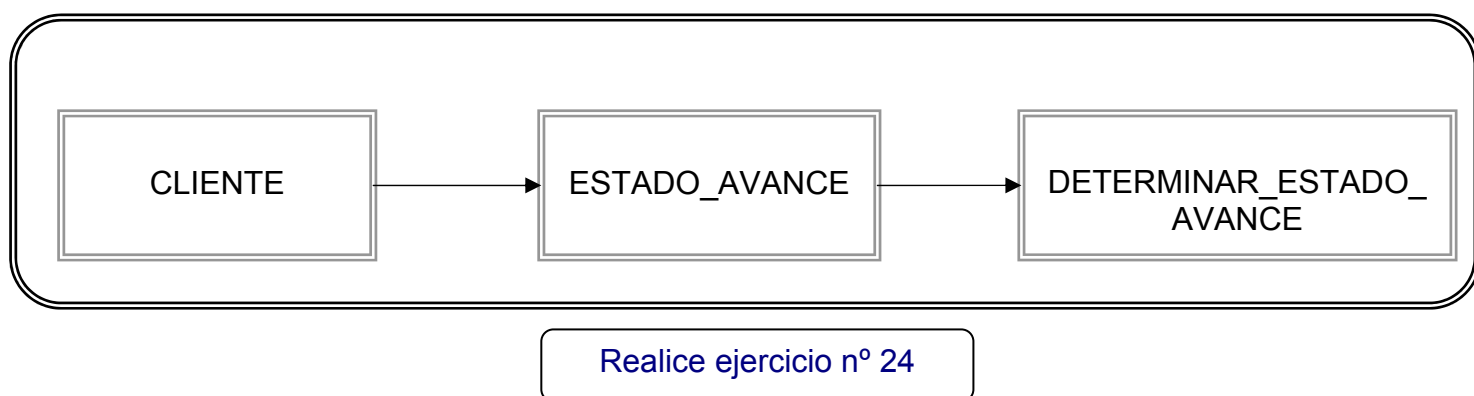 CLIENTE
ESTADO_AVANCE
DETERMINAR_ESTADO_
AVANCE
Realice ejercicio nº 24